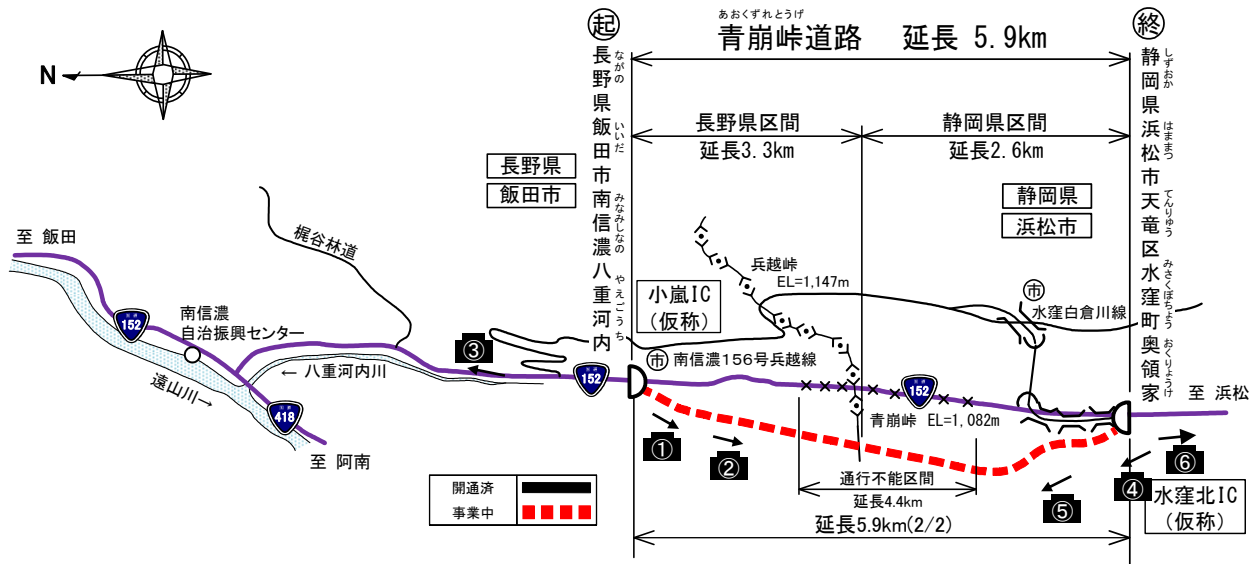 あおくずれとうげ
青崩峠道路 延長 5.9km
起
長野県飯田市南信濃八重河内
ながの いいだ みなみしなの やえごうち
終
静岡県浜松市天竜区水窪町奥領家
しずおか はままつ てんりゅう みさくぼちょう おくりょうけ
N
長野県区間
延長3.3km
静岡県区間
延長2.6km
長野県
飯田市
静岡県
浜松市
至 飯田
梶谷林道
兵越峠
EL=1,147m
小嵐IC
(仮称)
市
水窪白倉川線
152
南信濃
自治振興センター
③
市 南信濃156号兵越線
← 八重河内川
152
152
至 浜松
遠山川→
418
青崩峠 EL=1,082m
①
②
⑥
至 阿南
通行不能区間
延長4.4km
④
⑤
水窪北IC
(仮称)
開通済
事業中
延長5.9km(2/2)